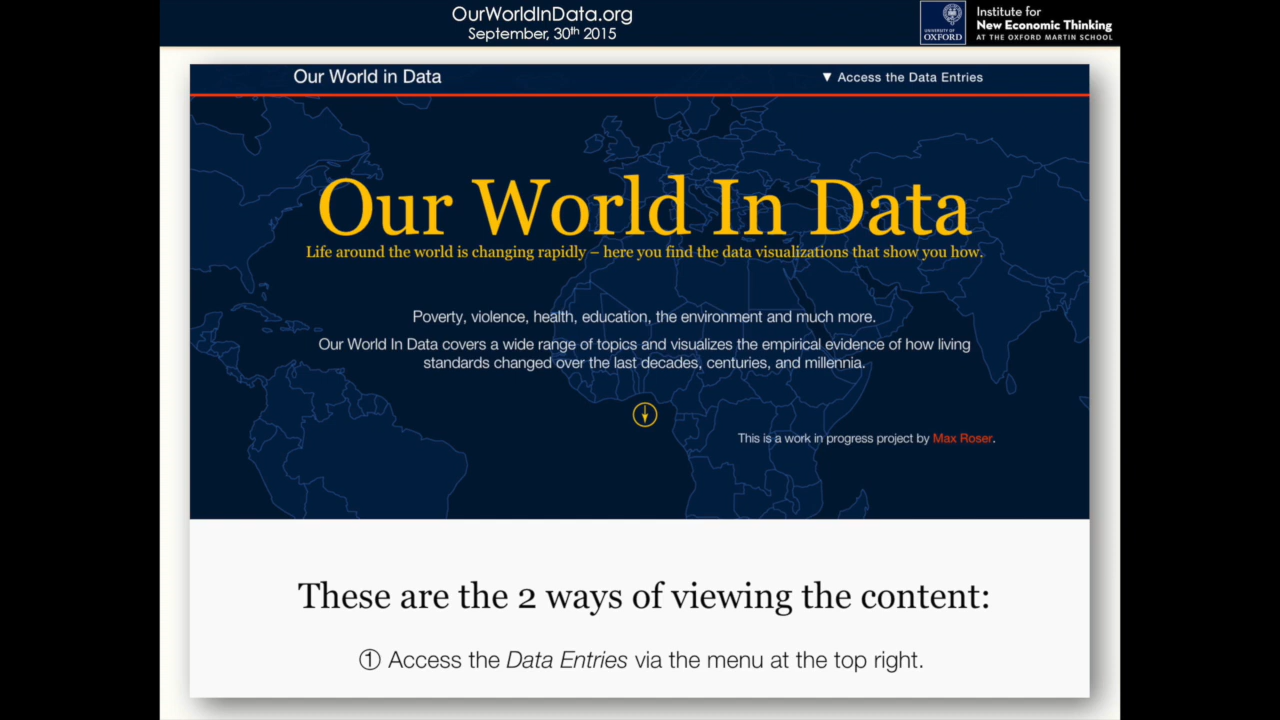 OurWorldInData.org
September, 30th 2015
UNIVERSITY OF
OXFORD
Institute for
New Economic Thinking
AT THE OXFORD MARTIN SCHOOL
Our World in Data
▼ Access the Data Entries
Our World In Data
Life around the world is changing rapidly – here you find the data visualizations that show you how.
Poverty, violence, health, education, the environment and much more.
Our World In Data covers a wide range of topics and visualizes the empirical evidence of how living
standards changed over the last decades, centuries, and millennia.
This is a work in progress project by Max Roser.
These are the 2 ways of viewing the content:
① Access the Data Entries via the menu at the top right.